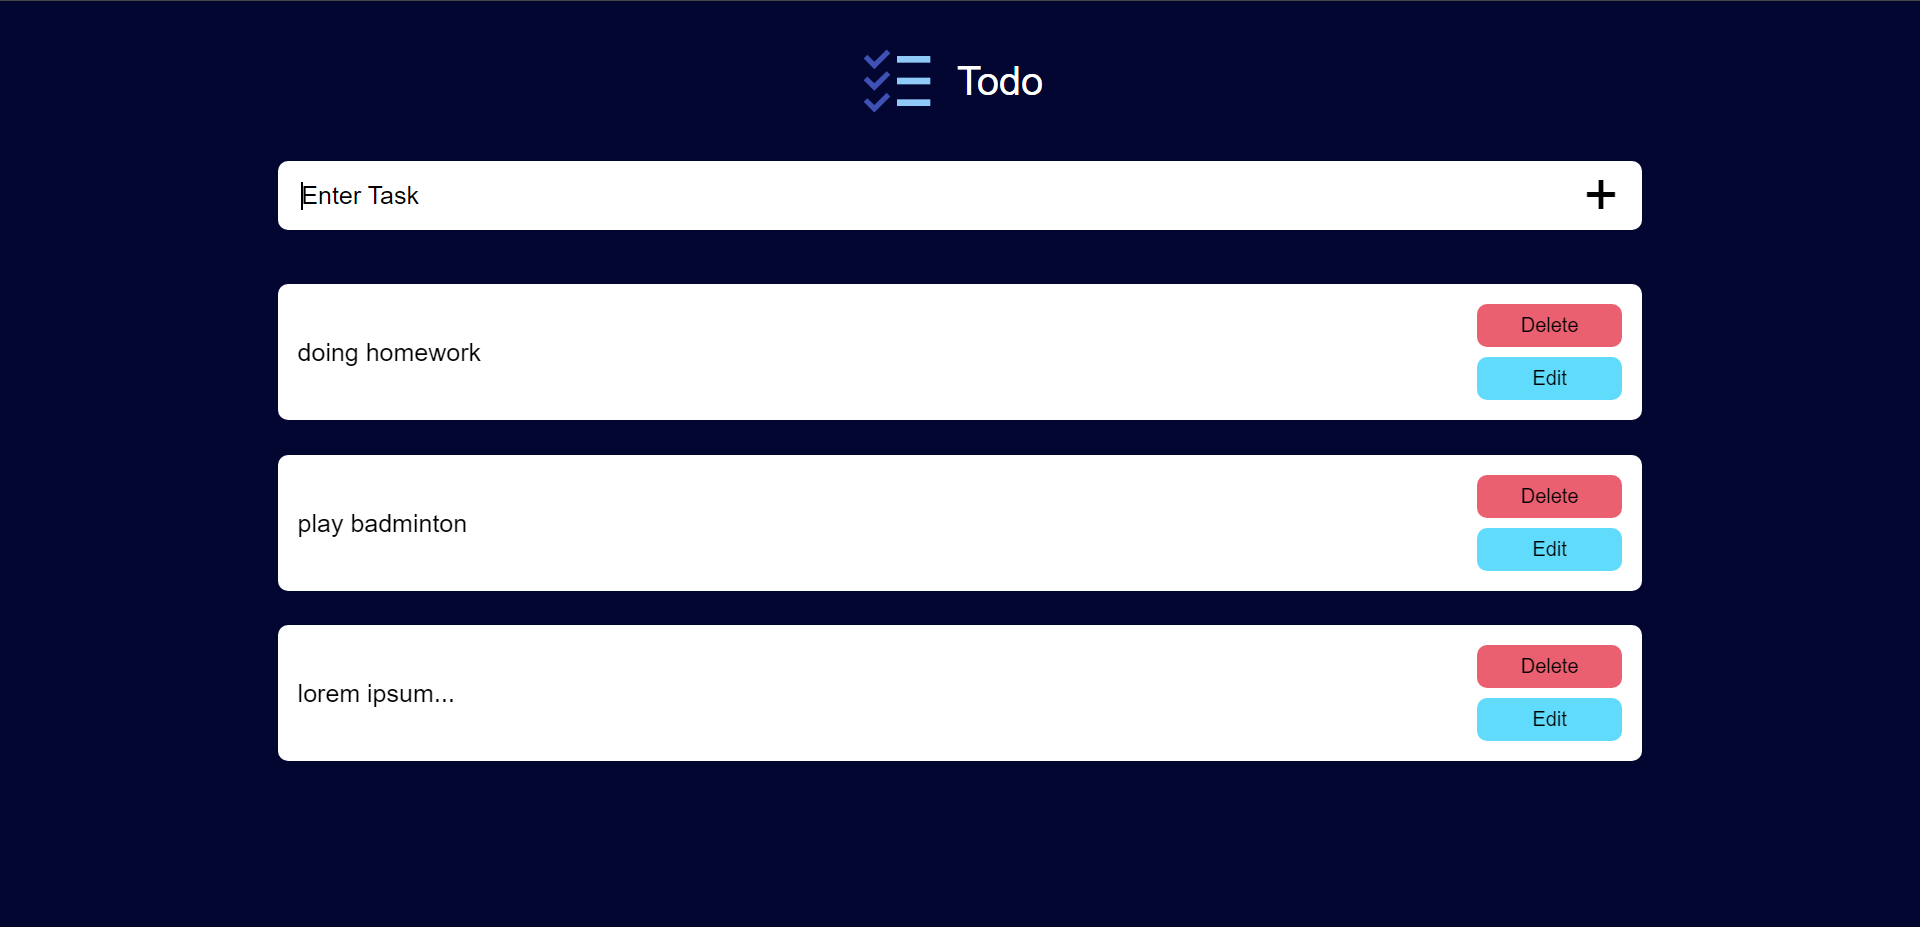 Todo
Enter Task
doing homework
Delete
Edit
play badminton
Delete
Edit
lorem ipsum...
Delete
Edit